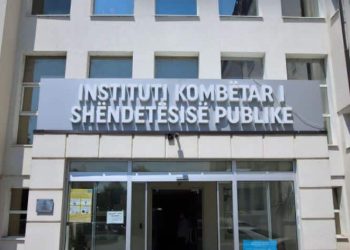 INSTITUTI KOMBËTAR I
SHËNDETËSISË PUBLIKE